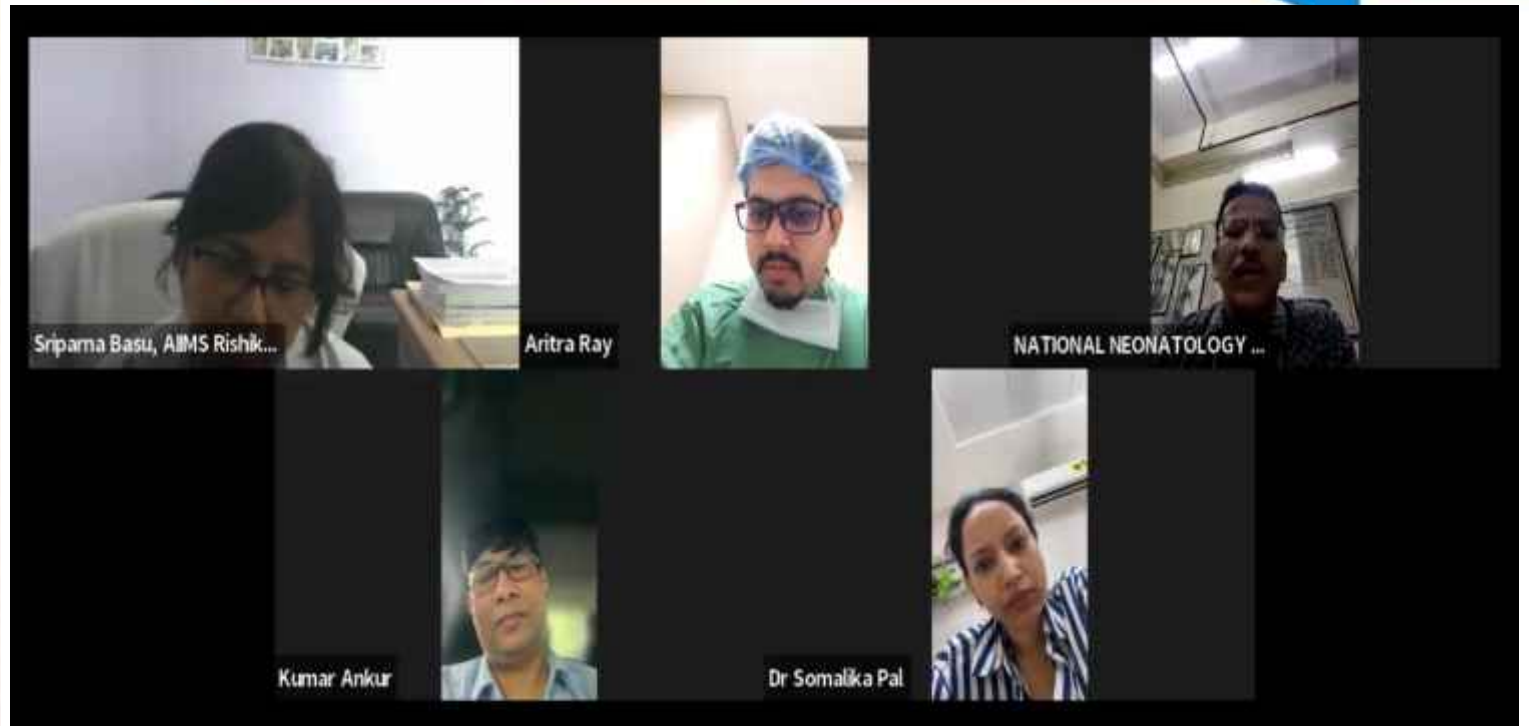 Sriparna Basu, AIIMS Rishik...
Aritra Ray
NATIONAL NEONATOLOGY ...
Kumar Ankur
Dr Somalika Pal